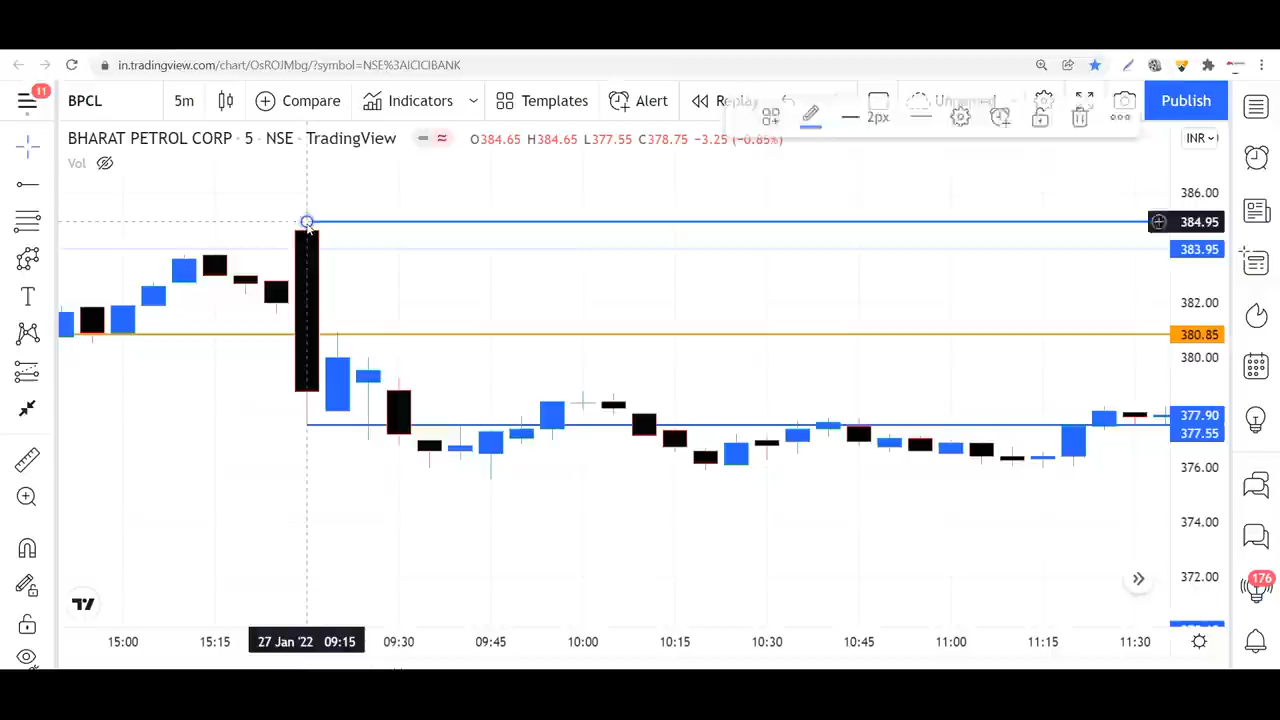 in.tradingview.com/chart/OsROJMbg/?symbol=NSE%3AICICIBANK
11
BPCL
5m
Compare
Indicators
Templates
Alert
Replay
Unnamed
Publish
2px
BHARAT PETROL CORP · 5 · NSE · TradingView
O384.65 H384.65 L377.55 C378.75 −3.25 (−0.85%)
INR
Vol
386.00
384.95
383.95
382.00
380.85
380.00
377.90
377.55
376.00
374.00
372.00
176
15:00
15:15
27 Jan '22 09:15
09:30
09:45
10:00
10:15
10:30
10:45
11:00
11:15
11:30